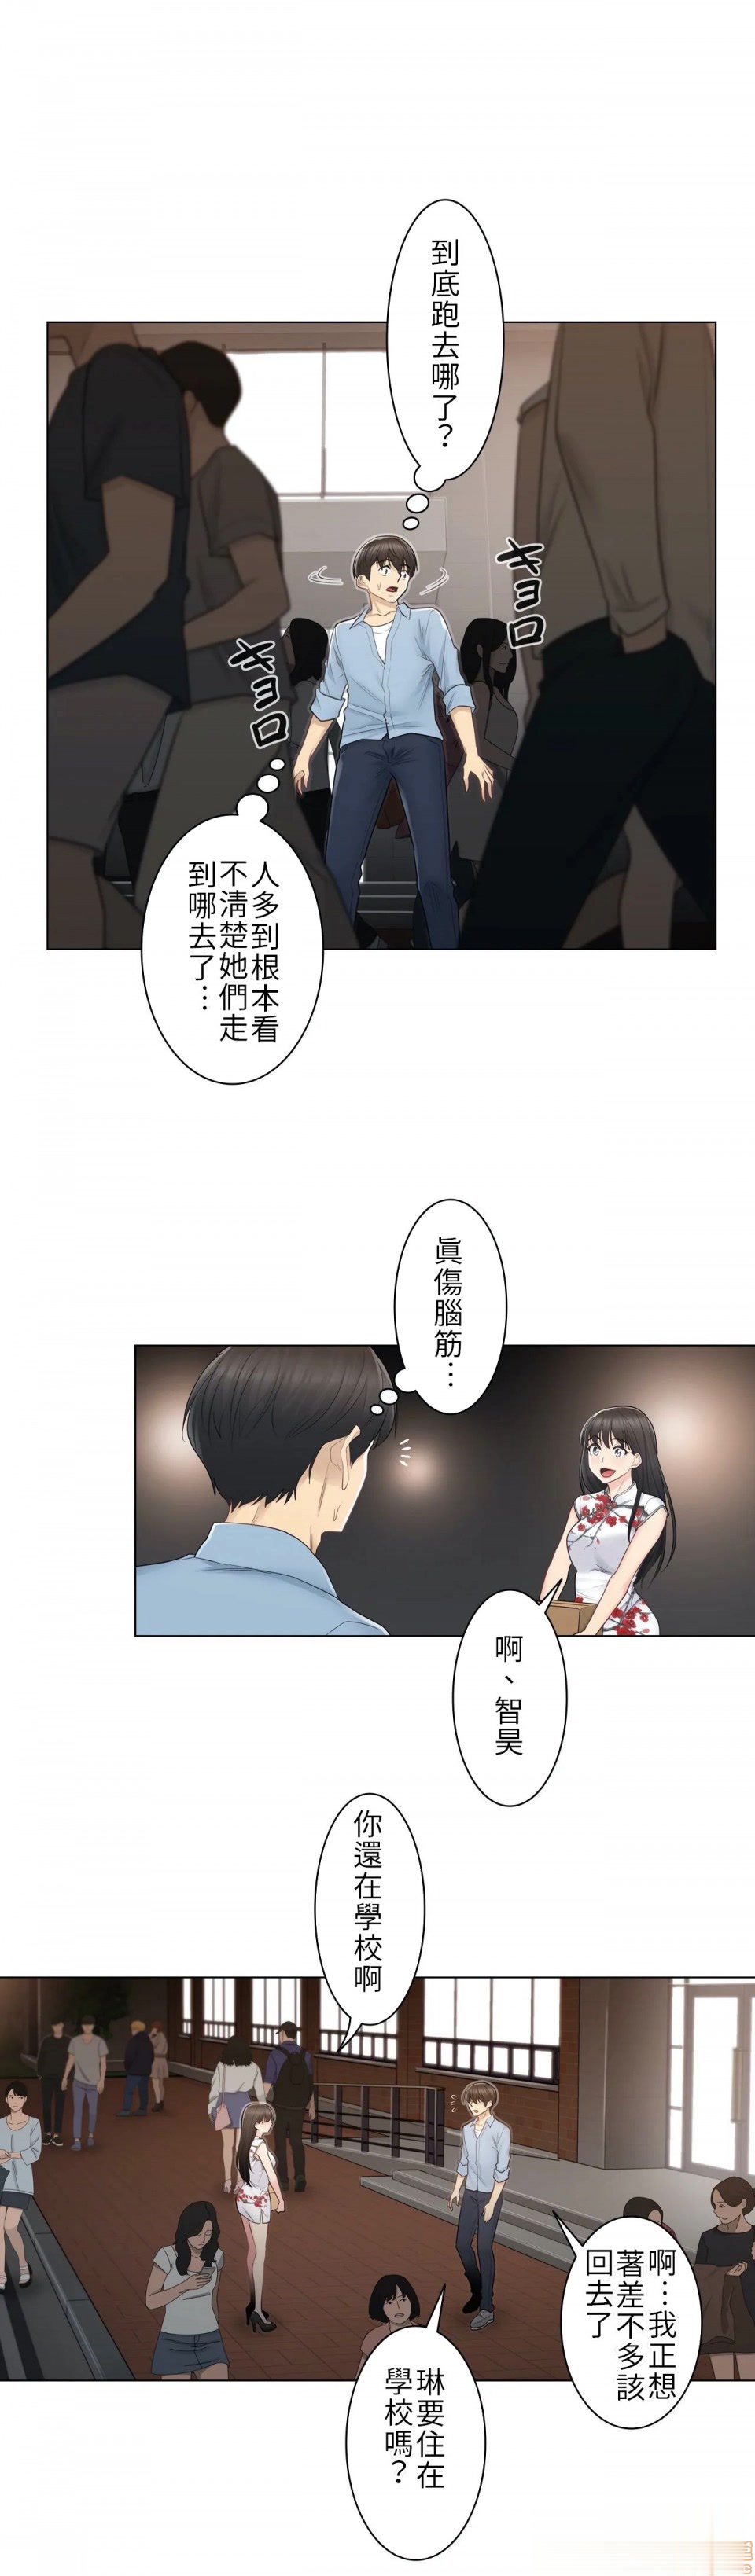 到底跑去哪了？
キョロ
キョロ
人多到根本看
不清楚她們走
到哪去了⋯
眞傷腦筋⋯
啊、智昊
你還在學校啊
啊⋯我正想
著差不多該
回去了
琳要住在
學校嗎？